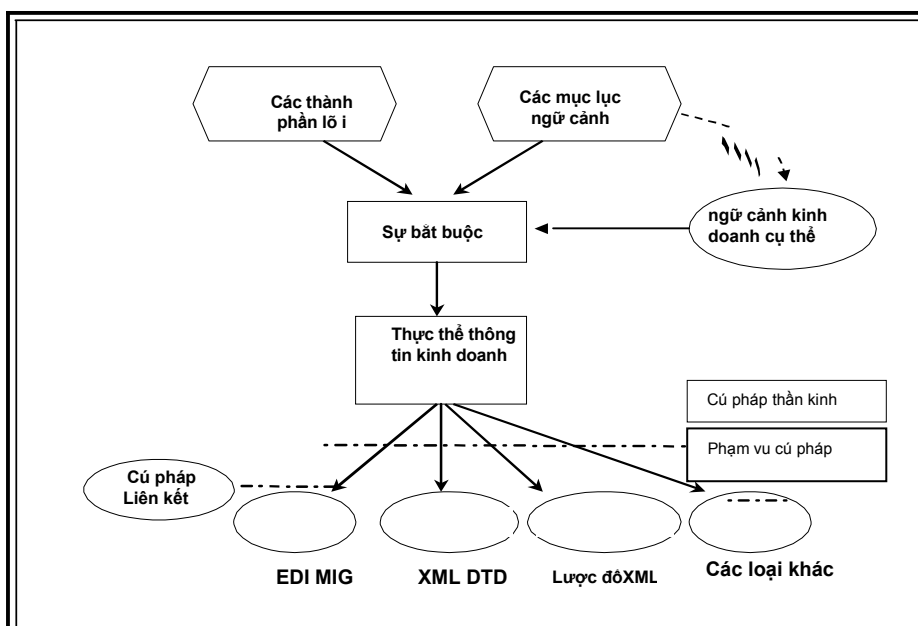 Các thành
phần lõ i
Các mục lục
ngữ cảnh
ngữ cảnh kinh
doanh cụ thể
Sự bắt buộc
Thực thể thông
tin kinh doanh
Cú pháp thần kinh
Phạm vu cú pháp
Cú pháp
Liên kết
EDI MIG
XML DTD
Lược đôXML
Các loại khác